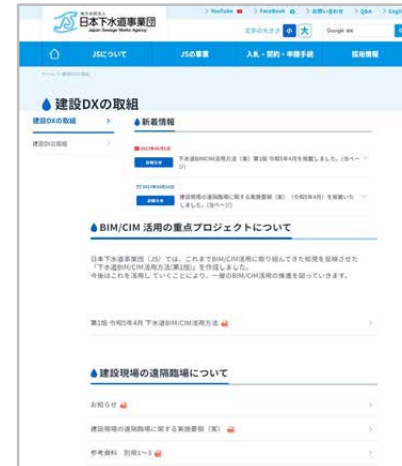 地方共同法人
日本下水道事業団
Japan Sewage Works Agency
YouTube
FaceBook
お問い合わせ
Q&A
English
文字の大きさ 小 大
Google
JSについて
JSの事業
入札・契約・申請手続
採用情報
建設DXの取組
建設DXの取組
建設DXの取組
新着情報
お知らせ
下水道BIM/CIM活用方法(案)第1版 令和5年4月を掲載しました。(当ページ)
お知らせ
建設現場の遠隔臨場に関する実施要領(案)(令和5年4月)を掲載いたしました。(当ページ)
BIM/CIM 活用の重点プロジェクトについて
日本下水道事業団(JS)では、これまでBIM/CIM活用に取り組んできた知見を反映させた
「下水道BIM/CIM活用方法(第1版)」を作成しました。
今後はこれを活用していくことにより、一層のBIM/CIM活用の推進を図っていきます。
第1版 令和5年4月 下水道BIM/CIM活用方法
建設現場の遠隔臨場について
お知らせ
建設現場の遠隔臨場に関する実施要領(案)
参考資料 別紙1~3